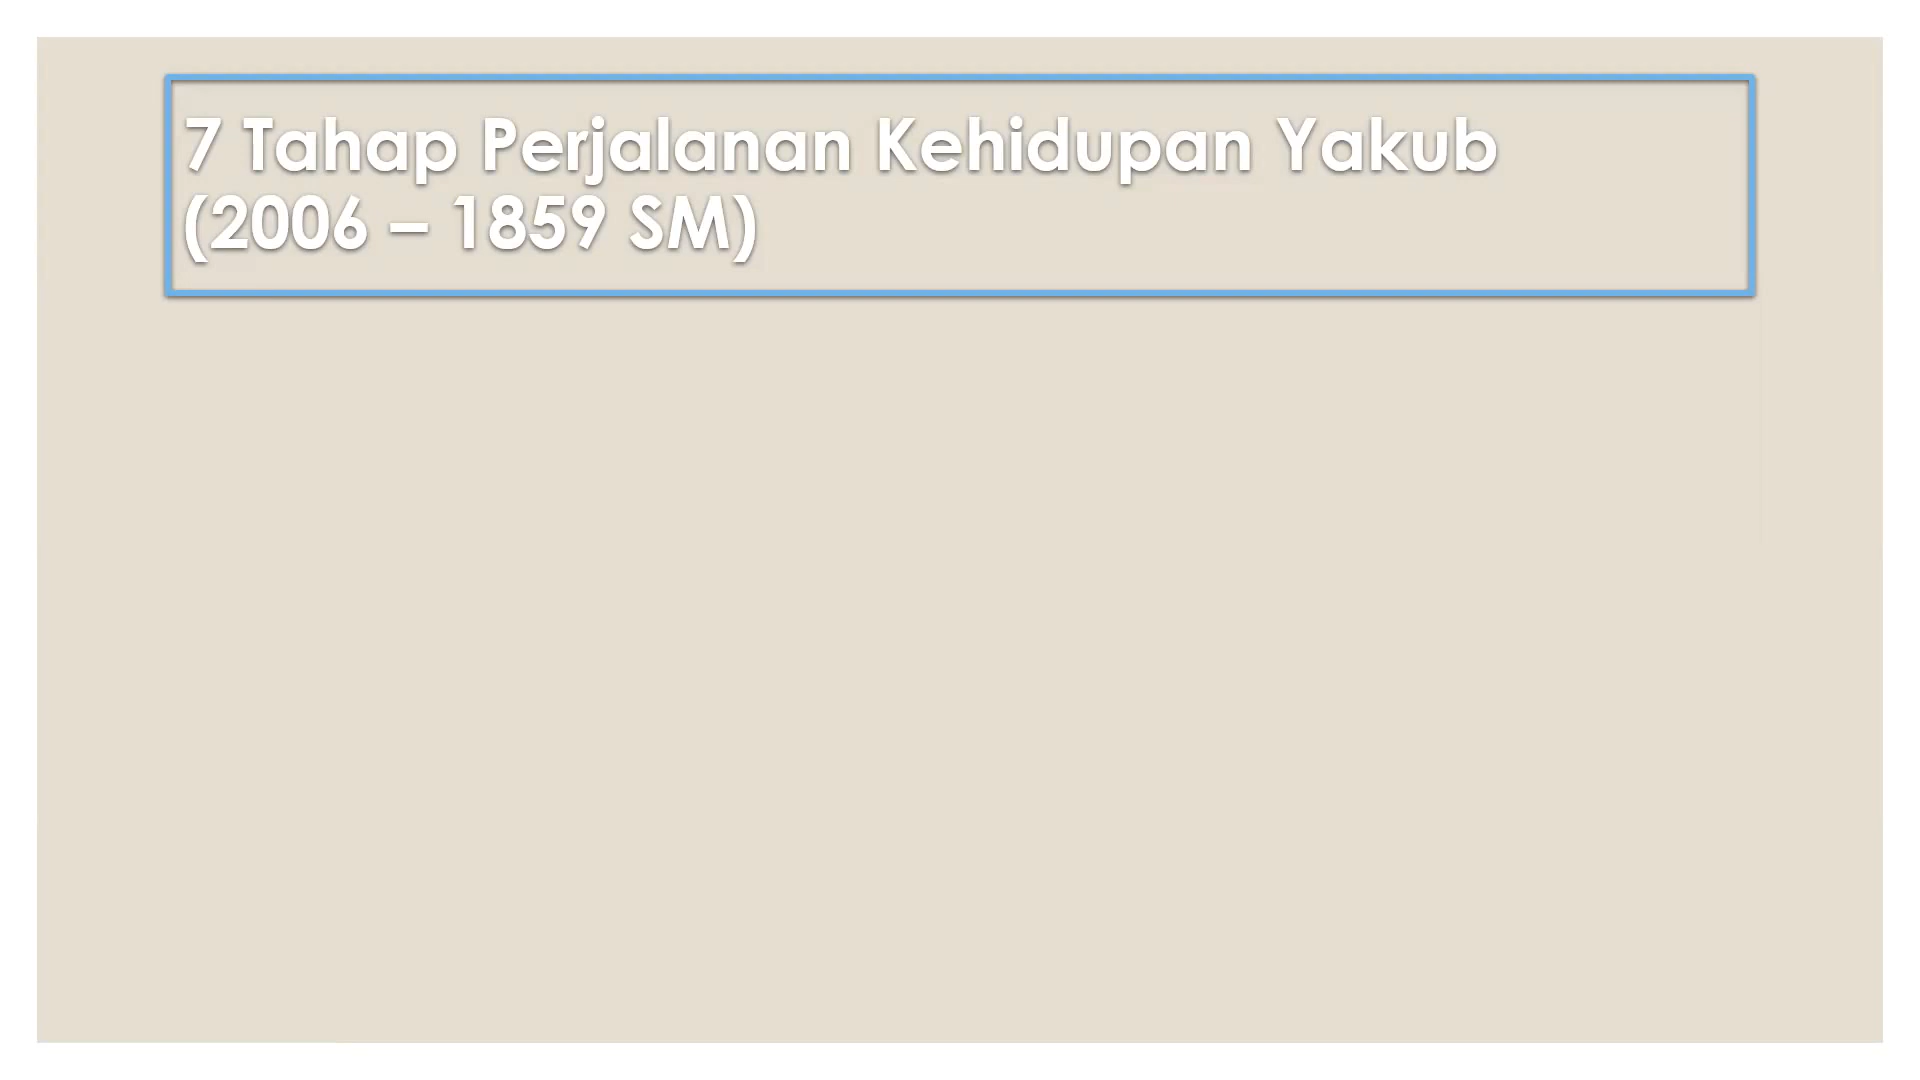 7 Tahap Perjalanan Kehidupan Yakub
(2006 – 1859 SM)